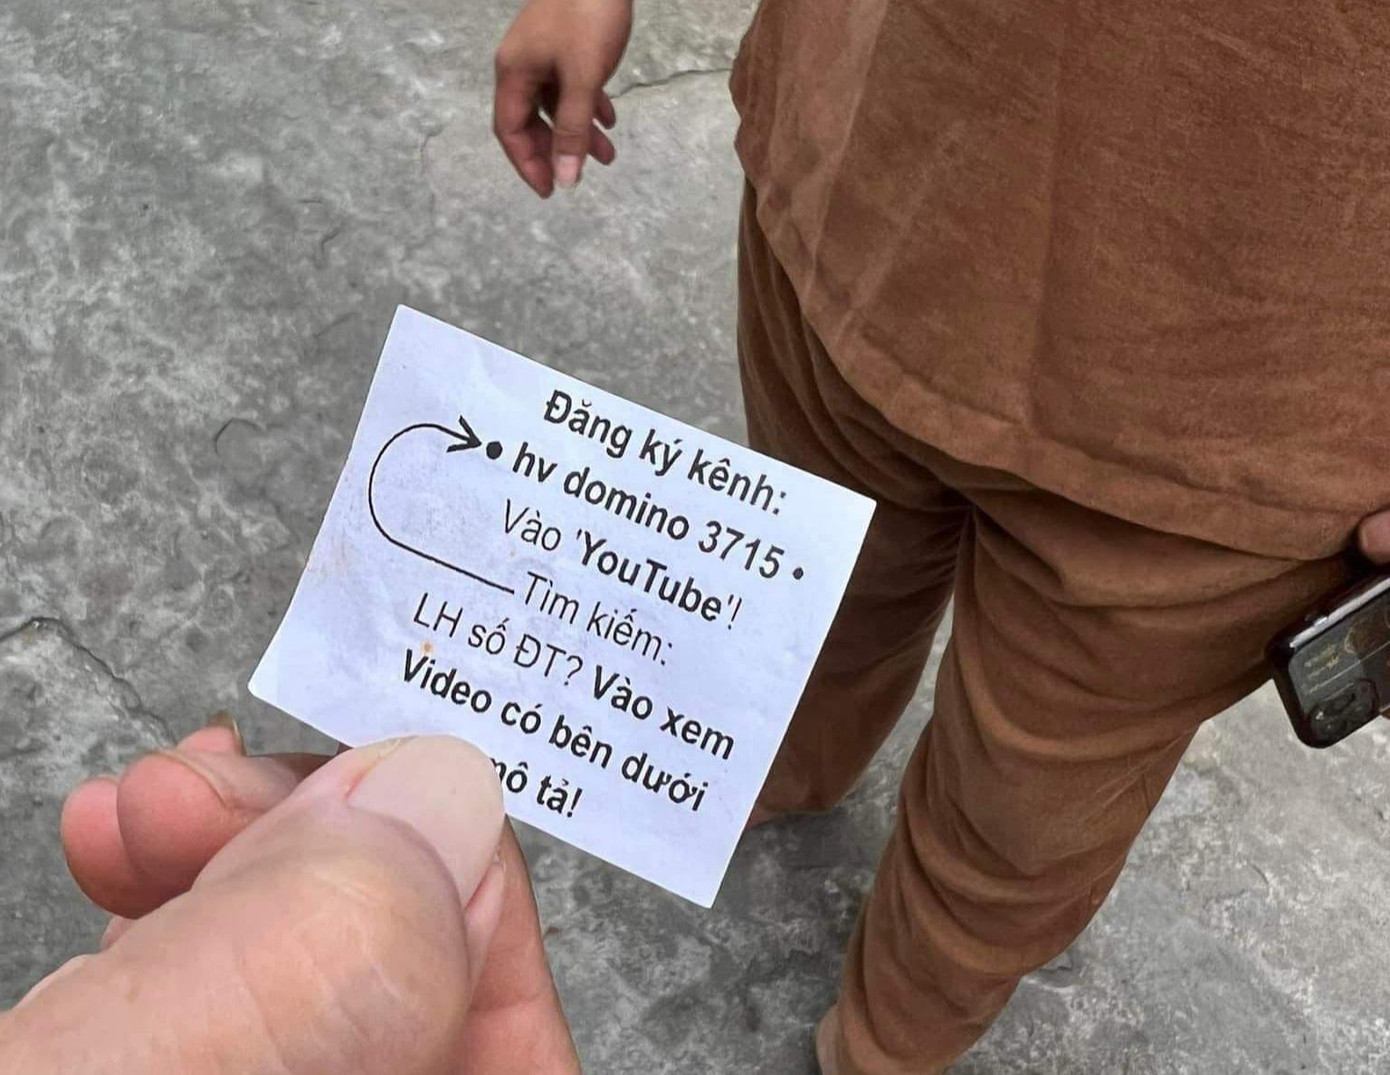 Đăng ký kênh:
• hv domino 3715 •
Vào 'YouTube'!
Tìm kiếm:
LH số ĐT? Vào xem
Video có bên dưới
tả!